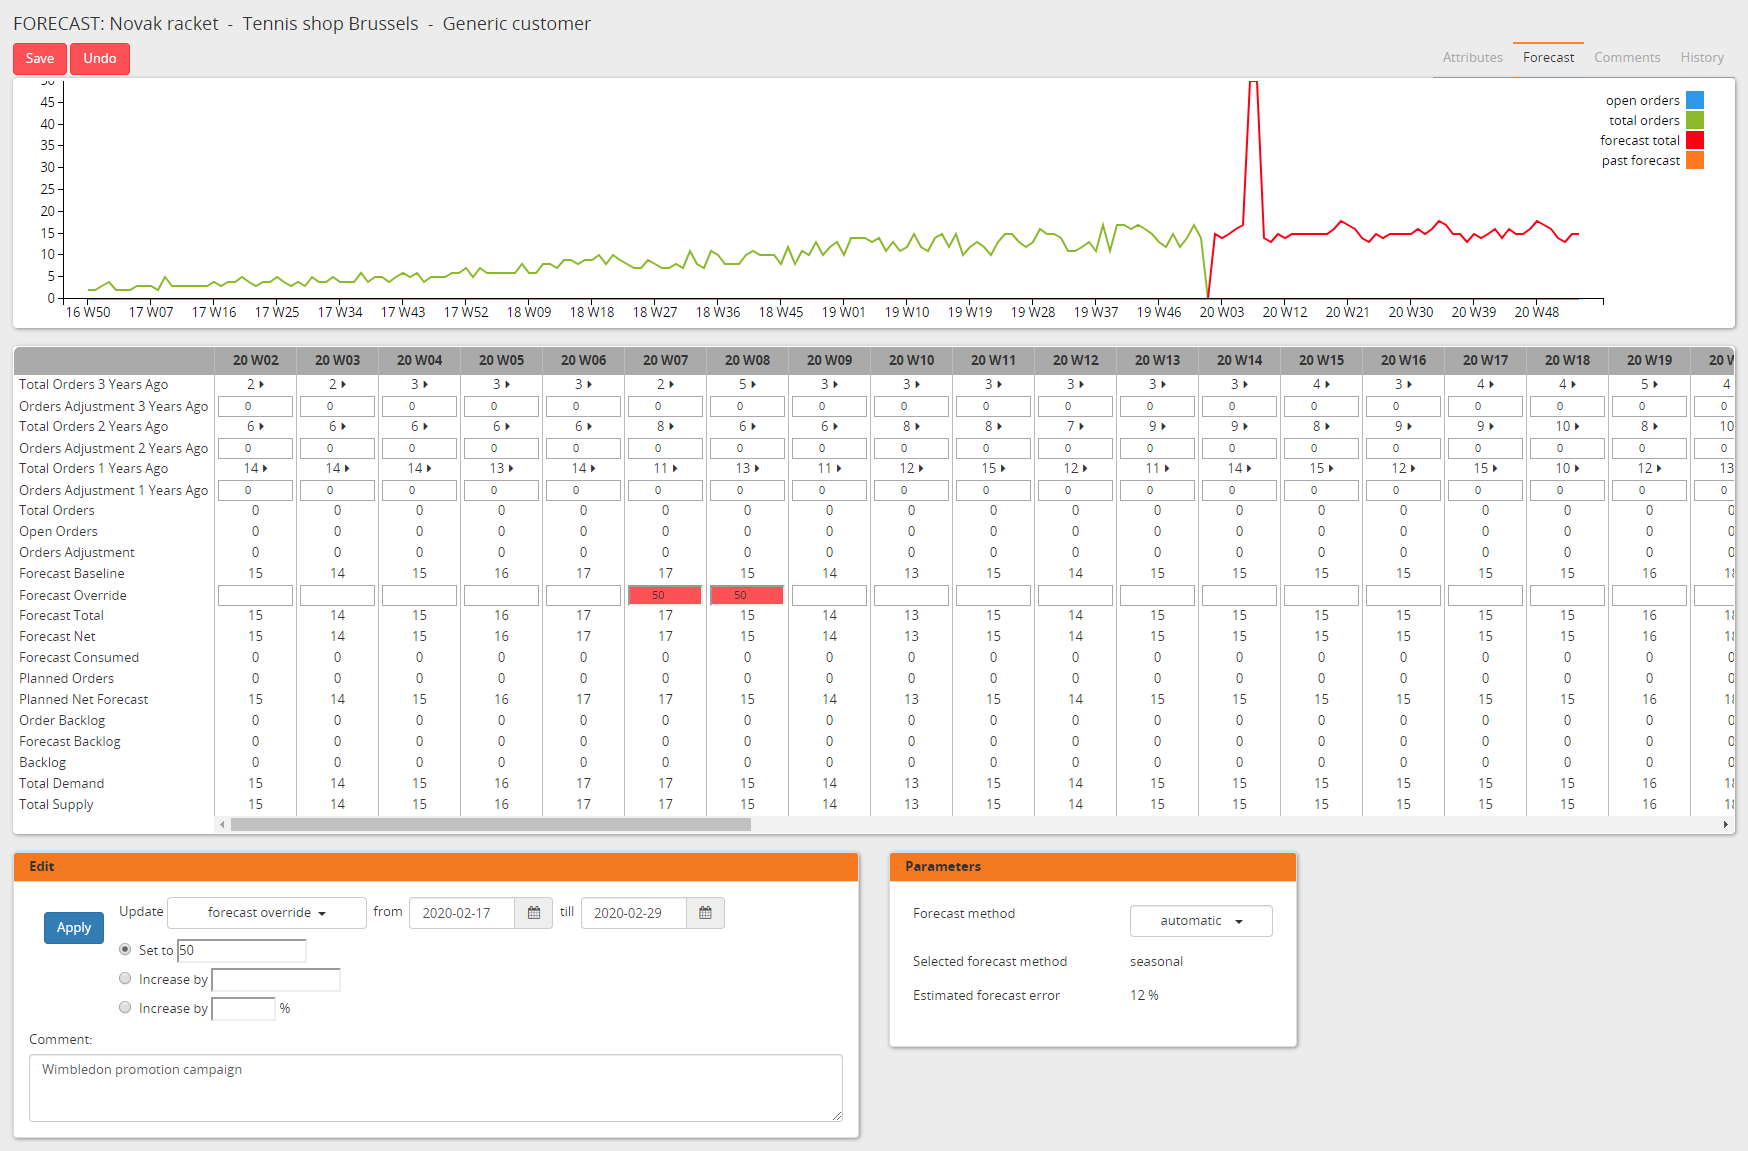 FORECAST: Novak racket - Tennis shop Brussels - Generic customer
Save Undo
Attributes Forecast Comments History
50
45
40
35
30
25
20
15
10
5
0
16 W50 17 W07 17 W16 17 W25 17 W34 17 W43 17 W52 18 W09 18 W18 18 W27 18 W36 18 W45 19 W01 19 W10 19 W19 19 W28 19 W37 19 W46 20 W03 20 W12 20 W21 20 W30 20 W39 20 W48
open orders
total orders
forecast total
past forecast
20 W02 20 W03 20 W04 20 W05 20 W06 20 W07 20 W08 20 W09 20 W10 20 W11 20 W12 20 W13 20 W14 20 W15 20 W16 20 W17 20 W18 20 W19 20 W
Total Orders 3 Years Ago 2 2 3 3 3 2 5 3 3 3 3 3 3 4 3 4 4 5 4
Orders Adjustment 3 Years Ago 0 0 0 0 0 0 0 0 0 0 0 0 0 0 0 0 0 0 0
Total Orders 2 Years Ago 6 6 6 6 6 8 6 6 8 8 7 9 9 8 9 9 10 8 10
Orders Adjustment 2 Years Ago 0 0 0 0 0 0 0 0 0 0 0 0 0 0 0 0 0 0 0
Total Orders 1 Years Ago 14 14 14 13 14 11 13 11 12 15 12 11 14 15 12 15 10 12 13
Orders Adjustment 1 Years Ago 0 0 0 0 0 0 0 0 0 0 0 0 0 0 0 0 0 0 0
Total Orders 0 0 0 0 0 0 0 0 0 0 0 0 0 0 0 0 0 0 0
Open Orders 0 0 0 0 0 0 0 0 0 0 0 0 0 0 0 0 0 0 0
Orders Adjustment 0 0 0 0 0 0 0 0 0 0 0 0 0 0 0 0 0 0 0
Forecast Baseline 15 14 15 16 17 17 15 14 13 15 14 15 15 15 15 15 15 16 18
Forecast Override 50 50
Forecast Total 15 14 15 16 17 17 15 14 13 15 14 15 15 15 15 15 15 16 18
Forecast Net 15 14 15 16 17 17 15 14 13 15 14 15 15 15 15 15 15 16 18
Forecast Consumed 0 0 0 0 0 0 0 0 0 0 0 0 0 0 0 0 0 0 0
Planned Orders 0 0 0 0 0 0 0 0 0 0 0 0 0 0 0 0 0 0 0
Planned Net Forecast 15 14 15 16 17 17 15 14 13 15 14 15 15 15 15 15 15 16 18
Order Backlog 0 0 0 0 0 0 0 0 0 0 0 0 0 0 0 0 0 0 0
Forecast Backlog 0 0 0 0 0 0 0 0 0 0 0 0 0 0 0 0 0 0 0
Backlog 0 0 0 0 0 0 0 0 0 0 0 0 0 0 0 0 0 0 0
Total Demand 15 14 15 16 17 17 15 14 13 15 14 15 15 15 15 15 15 16 18
Total Supply 15 14 15 16 17 17 15 14 13 15 14 15 15 15 15 15 15 16 18
Edit
Apply
Update forecast override from 2020-02-17 till 2020-02-29
Set to 50
Increase by
Increase by %
Comment:
Wimbledon promotion campaign
Parameters
Forecast method automatic
Selected forecast method seasonal
Estimated forecast error 12 %